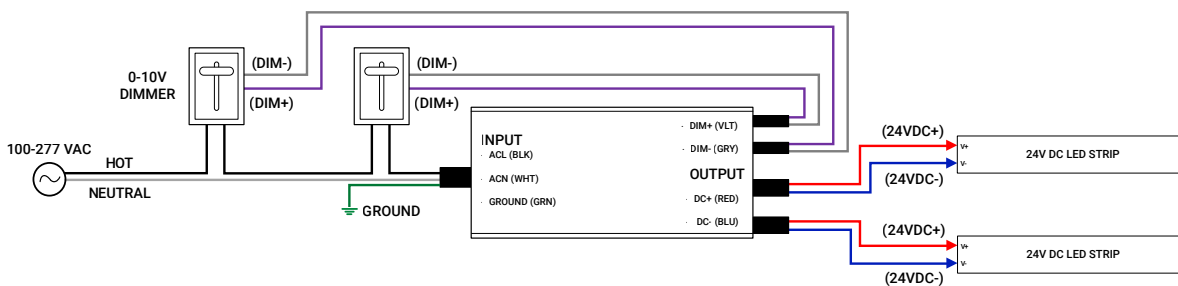 0-10V
DIMMER
(DIM-)
(DIM+)
(DIM-)
(DIM+)
100-277 VAC
HOT
NEUTRAL
GROUND
INPUT
ACL (BLK)
ACN (WHT)
GROUND (GRN)
DIM+ (VLT)
DIM- (GRY)
OUTPUT
DC+ (RED)
DC- (BLU)
(24VDC+)
(24VDC-)
V+
V-
24V DC LED STRIP
(24VDC+)
(24VDC-)
V+
V-
24V DC LED STRIP